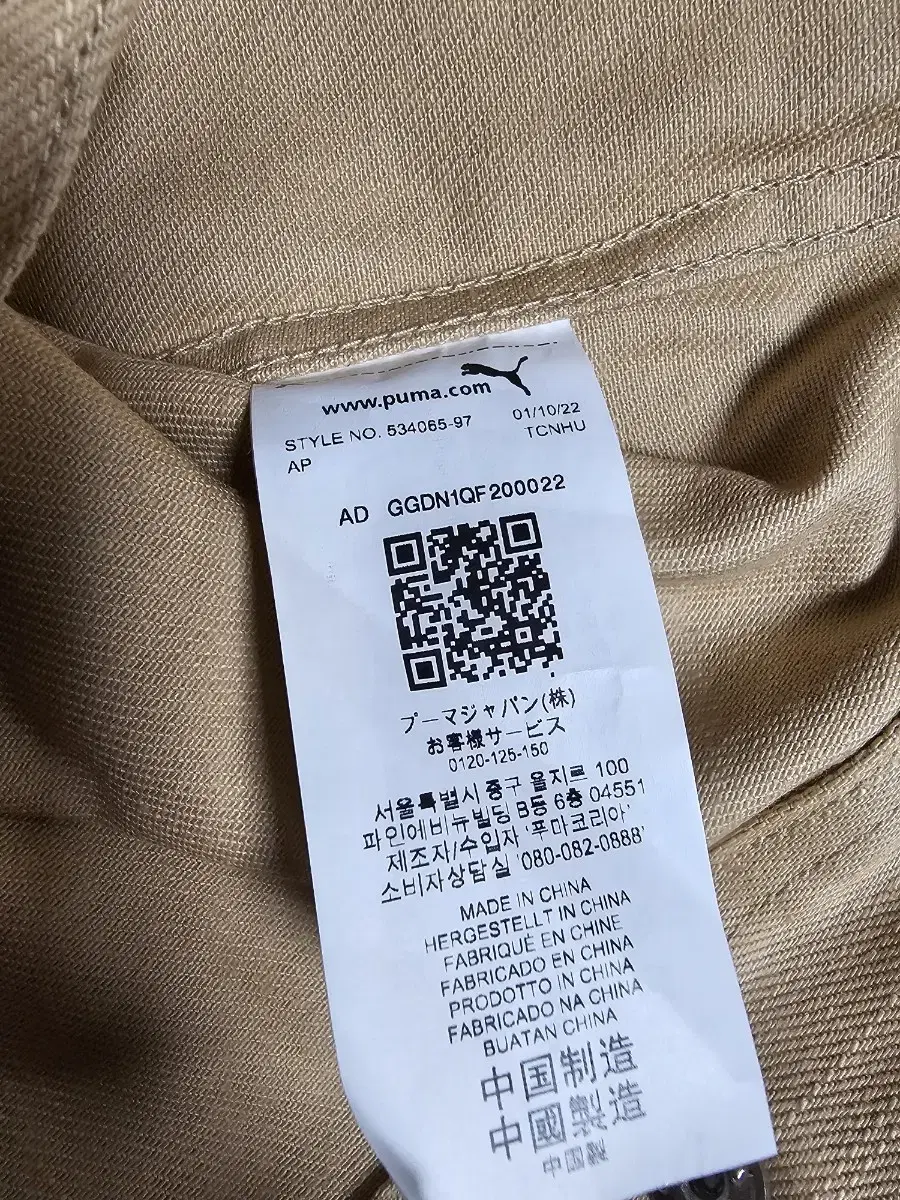 www.puma.com
STYLE NO. 534065-97 01/10/22
AP TCNHU
AD GGDN1QF200022
プーマジャパン(株)
お客様サービス
0120-125-150
서울특별시 중구 을지로 100
파인에비뉴빌딩 B동 6층 04551
제조자/수입자 '푸마코리아'
소비자상담실 '080-082-0888'
MADE IN CHINA
HERGESTELLT IN CHINA
FABRIQUÉ EN CHINE
FABRICADO EN CHINA
PRODOTTO IN CHINA
FABRICADO NA CHINA
BUATAN CHINA
中国制造
中國製造
中国製